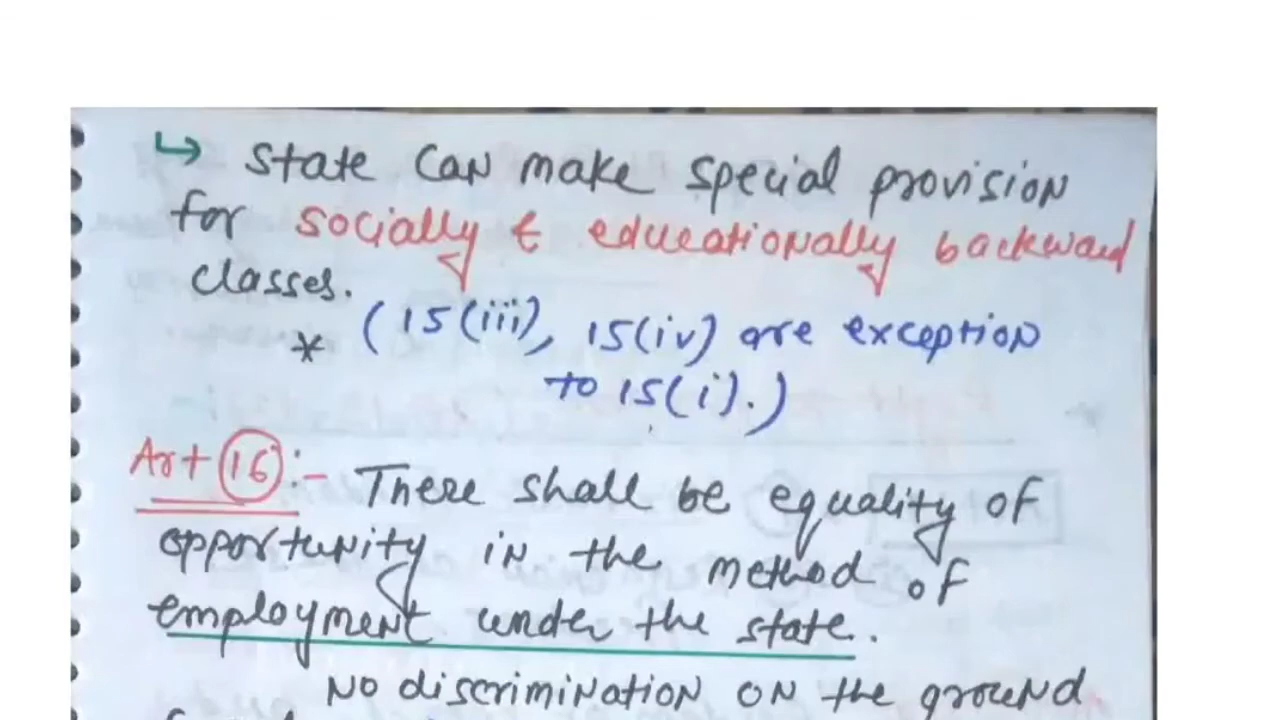 ↳ State can make special provision
for socially & educationally backward
classes.
* (15(iii), 15(iv) are exception
to 15(i).)
Art 16:- There shall be equality of
opportunity in the method of
employment under the state.
No discrimination on the ground